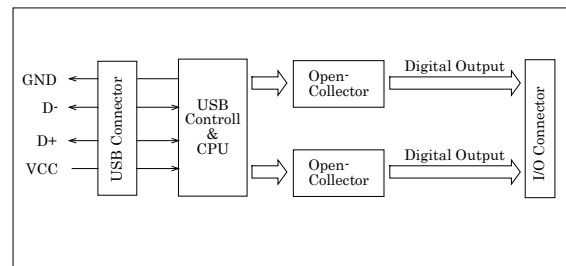 GND
D-
D+
VCC
USB Connector
USB
Controll
&
CPU
Open-
Collector
Digital Output
Open-
Collector
Digital Output
I/O Connector